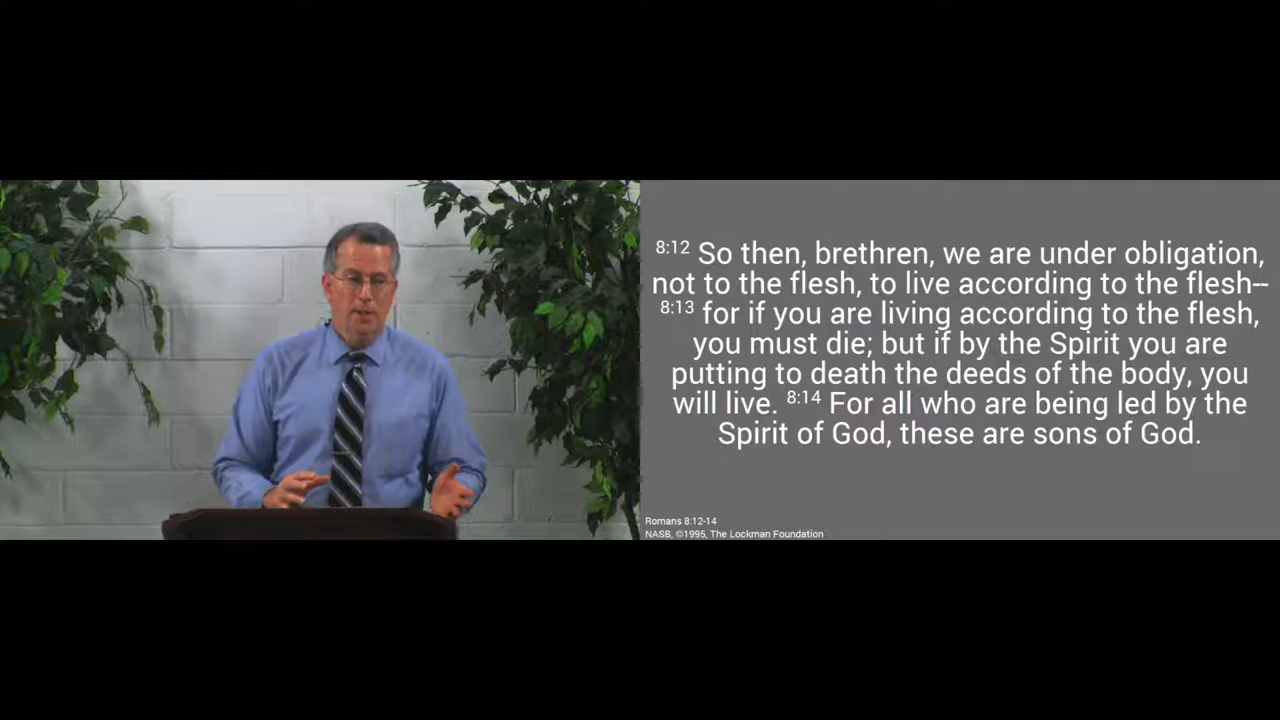 8:12 So then, brethren, we are under obligation,
not to the flesh, to live according to the flesh--
8:13 for if you are living according to the flesh,
you must die; but if by the Spirit you are
putting to death the deeds of the body, you
will live. 8:14 For all who are being led by the
Spirit of God, these are sons of God.
Romans 8:12-14
NASB, ©1995, The Lockman Foundation